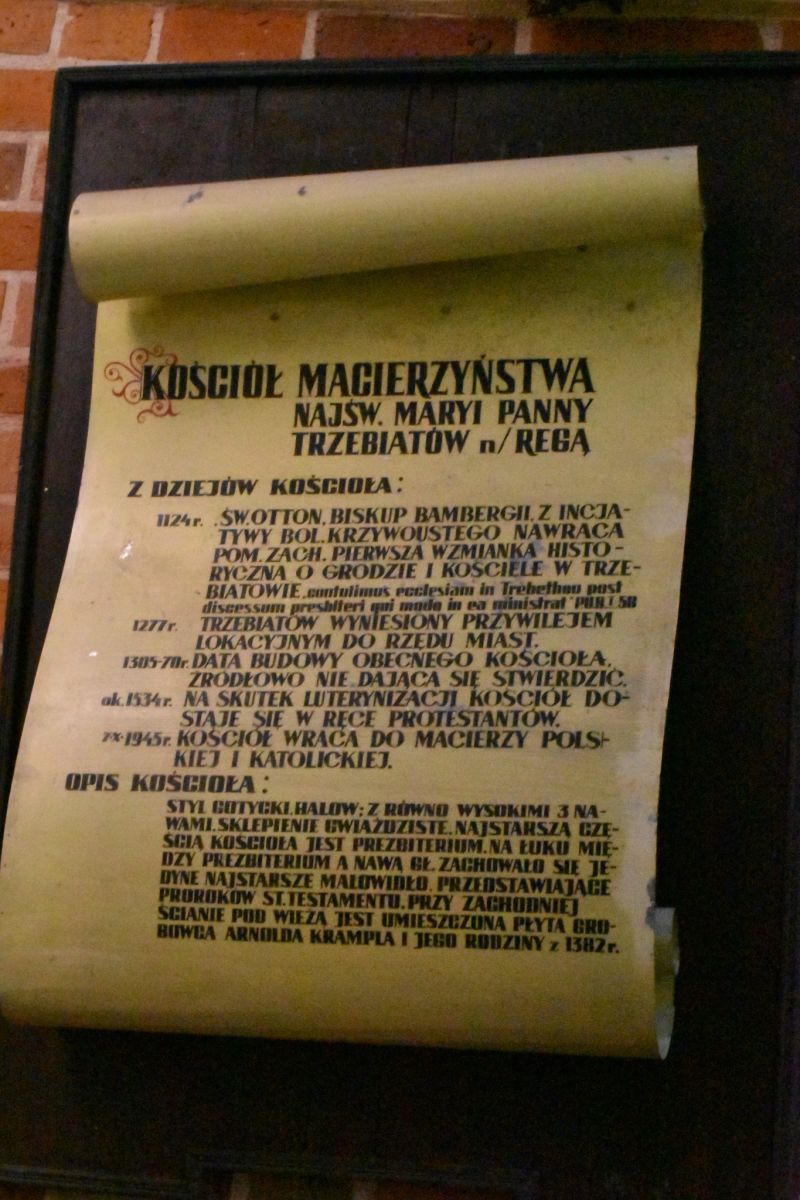 KOŚCIÓŁ MACIERZYŃSTWA
NAJŚW. MARYI PANNY
TRZEBIATÓW n/REGĄ
Z DZIEJÓW KOŚCIOŁA:
1124r. ŚW.OTTON, BISKUP BAMBERGII, Z INCJA-
TYWY BOL.KRZYWOUSTEGO NAWRACA
POM. ZACH. PIERWSZA WZMIANKA HISTO-
RYCZNA O GRODZIE I KOŚCIELE W TRZE-
BIATOWIE „contulimus ecclesiam in Trebethou post
discessum presbiteri qui modo in ea ministrat"
1277r. TRZEBIATÓW WYNIESIONY PRZYWILEJEM
LOKACYJNYM DO RZĘDU MIAST.
1305-70r. DATA BUDOWY OBECNEGO KOŚCIOŁA,
ŹRÓDŁOWO NIE DAJĄCA SIĘ STWIERDZIĆ.
ok.1534r. NA SKUTEK LUTERYNIZACJI KOŚCIÓŁ DO-
STAJE SIĘ W RĘCE PROTESTANTÓW.
1945r. KOŚCIÓŁ WRACA DO MACIERZY POLS-
KIEJ I KATOLICKIEJ.
OPIS KOŚCIOŁA:
STYL GOTYCKI, HALOW; Z RÓWNO WYSOKIMI 3 NA-
WAMI. SKLEPIENIE GWIAŹDZISTE. NAJSTARSZĄ CZĘ-
ŚCIĄ KOŚCIOŁA JEST PREZBITERIUM. NA ŁUKU MIĘ-
DZY PREZBITERIUM A NAWĄ GŁ. ZACHOWAŁO SIĘ JE-
DYNE NAJSTARSZE MALOWIDŁO, PRZEDSTAWIAJĄCE
PROROKÓW ST.TESTAMENTU. PRZY ZACHODNIEJ
ŚCIANIE POD WIEŻĄ JEST UMIESZCZONA PŁYTA GRO-
BOWCA ARNOLDA KRAMPLA I JEGO RODZINY z 1382r.